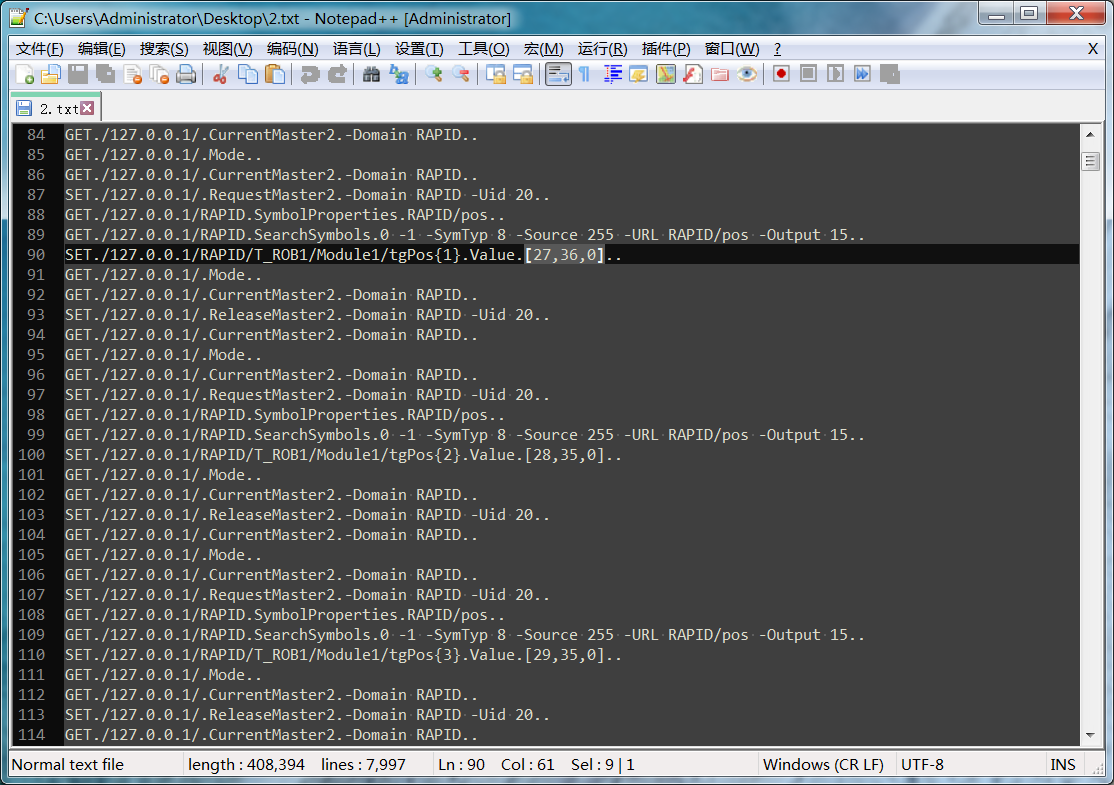 C:\Users\Administrator\Desktop\2.txt - Notepad++ [Administrator]
文件(F) 编辑(E) 搜索(S) 视图(V) 编码(N) 语言(L) 设置(T) 工具(O) 宏(M) 运行(R) 插件(P) 窗口(W) ? X
2.txt
84 GET./127.0.0.1/.CurrentMaster2.-Domain RAPID..
85 GET./127.0.0.1/.Mode..
86 GET./127.0.0.1/.CurrentMaster2.-Domain RAPID..
87 SET./127.0.0.1/.RequestMaster2.-Domain RAPID -Uid 20..
88 GET./127.0.0.1/RAPID.SymbolProperties.RAPID/pos..
89 GET./127.0.0.1/RAPID.SearchSymbols.0 -1 -SymTyp 8 -Source 255 -URL RAPID/pos -Output 15..
90 SET./127.0.0.1/RAPID/T_ROB1/Module1/tgPos{1}.Value.[27,36,0]..
91 GET./127.0.0.1/.Mode..
92 GET./127.0.0.1/.CurrentMaster2.-Domain RAPID..
93 SET./127.0.0.1/.ReleaseMaster2.-Domain RAPID -Uid 20..
94 GET./127.0.0.1/.CurrentMaster2.-Domain RAPID..
95 GET./127.0.0.1/.Mode..
96 GET./127.0.0.1/.CurrentMaster2.-Domain RAPID..
97 SET./127.0.0.1/.RequestMaster2.-Domain RAPID -Uid 20..
98 GET./127.0.0.1/RAPID.SymbolProperties.RAPID/pos..
99 GET./127.0.0.1/RAPID.SearchSymbols.0 -1 -SymTyp 8 -Source 255 -URL RAPID/pos -Output 15..
100 SET./127.0.0.1/RAPID/T_ROB1/Module1/tgPos{2}.Value.[28,35,0]..
101 GET./127.0.0.1/.Mode..
102 GET./127.0.0.1/.CurrentMaster2.-Domain RAPID..
103 SET./127.0.0.1/.ReleaseMaster2.-Domain RAPID -Uid 20..
104 GET./127.0.0.1/.CurrentMaster2.-Domain RAPID..
105 GET./127.0.0.1/.Mode..
106 GET./127.0.0.1/.CurrentMaster2.-Domain RAPID..
107 SET./127.0.0.1/.RequestMaster2.-Domain RAPID -Uid 20..
108 GET./127.0.0.1/RAPID.SymbolProperties.RAPID/pos..
109 GET./127.0.0.1/RAPID.SearchSymbols.0 -1 -SymTyp 8 -Source 255 -URL RAPID/pos -Output 15..
110 SET./127.0.0.1/RAPID/T_ROB1/Module1/tgPos{3}.Value.[29,35,0]..
111 GET./127.0.0.1/.Mode..
112 GET./127.0.0.1/.CurrentMaster2.-Domain RAPID..
113 SET./127.0.0.1/.ReleaseMaster2.-Domain RAPID -Uid 20..
114 GET./127.0.0.1/.CurrentMaster2.-Domain RAPID..
Normal text file length : 408,394 lines : 7,997 Ln : 90 Col : 61 Sel : 9 | 1 Windows (CR LF) UTF-8 INS